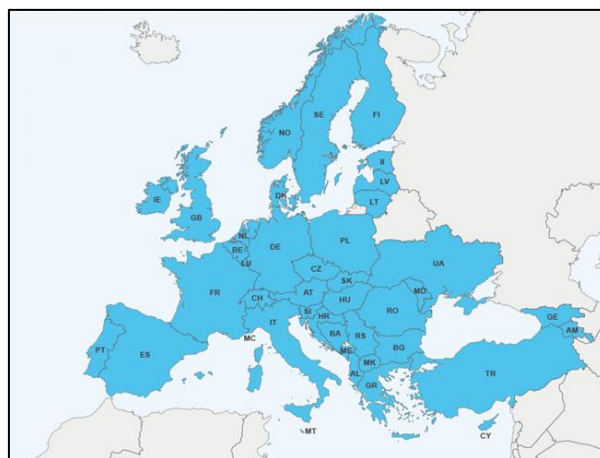 FI
SE
NO
II
LV
DK
LT
IE
GB
NL
PL
DE
BE
UA
LU
CZ
SK
MD
FR
CH
AT
HU
RO
SI
HR
GE
IT
BA
RS
AM
MC
BG
ME
MK
PT
ES
AL
GR
TR
MT
CY